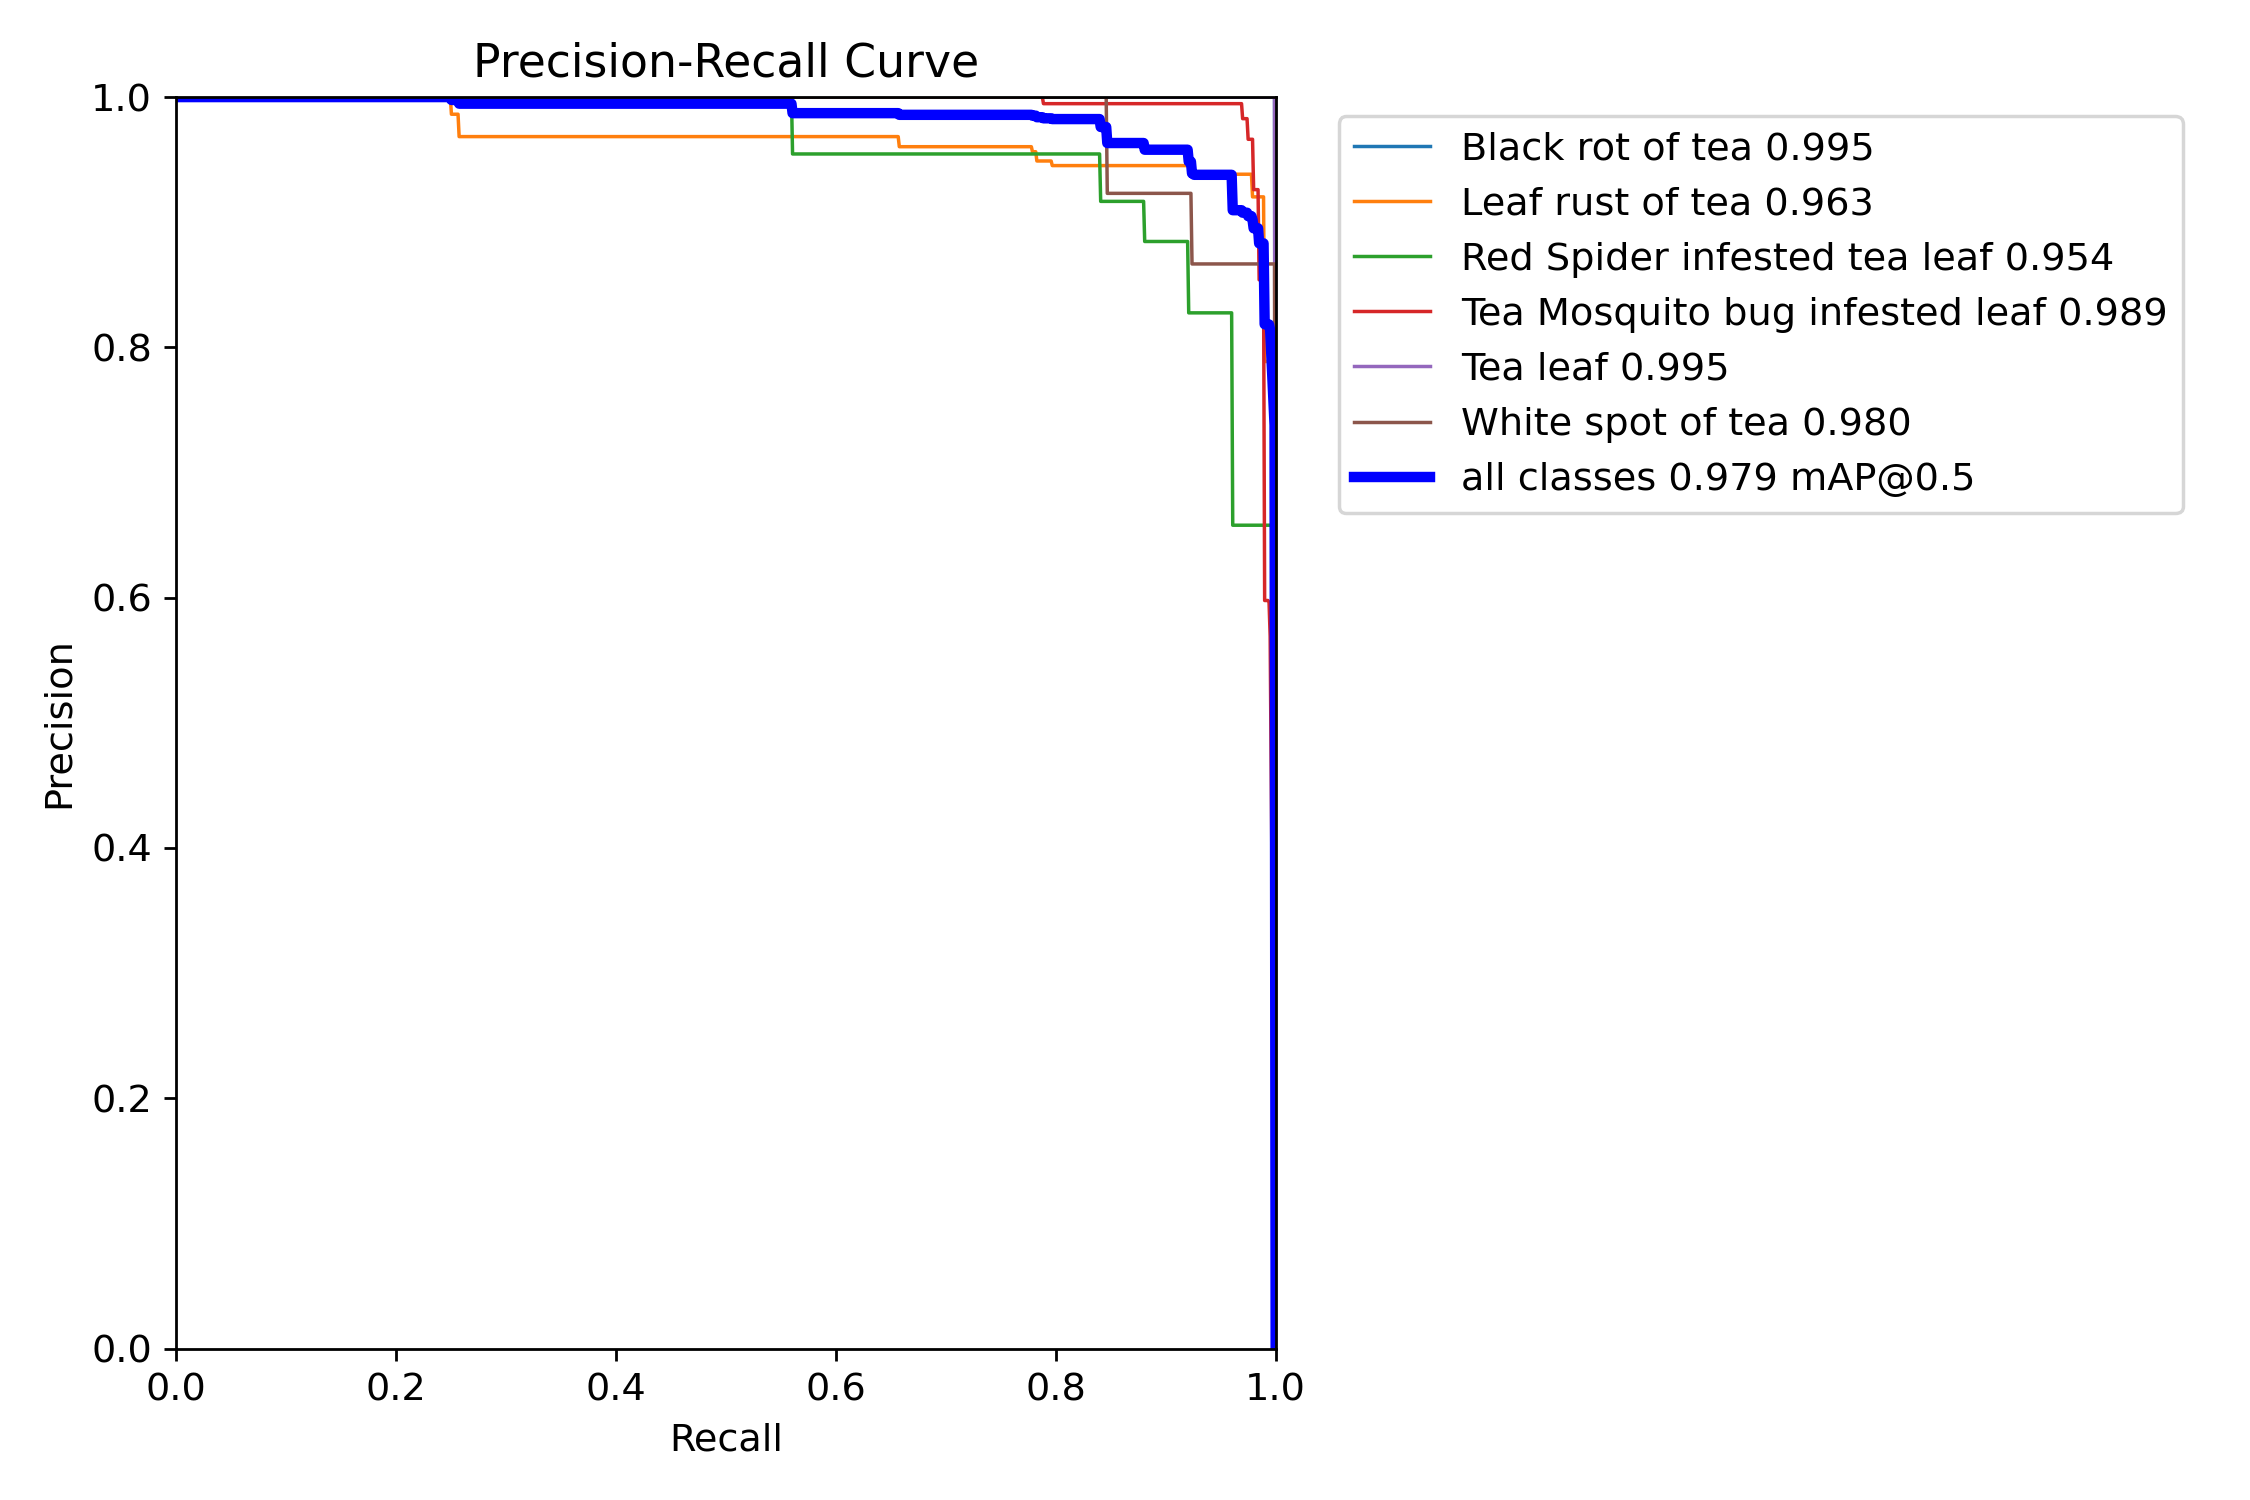 Precision-Recall Curve
1.0
0.8
0.6
0.4
0.2
0.0
Precision
0.0 0.2 0.4 0.6 0.8 1.0
Recall
Black rot of tea 0.995
Leaf rust of tea 0.963
Red Spider infested tea leaf 0.954
Tea Mosquito bug infested leaf 0.989
Tea leaf 0.995
White spot of tea 0.980
all classes 0.979 mAP@0.5